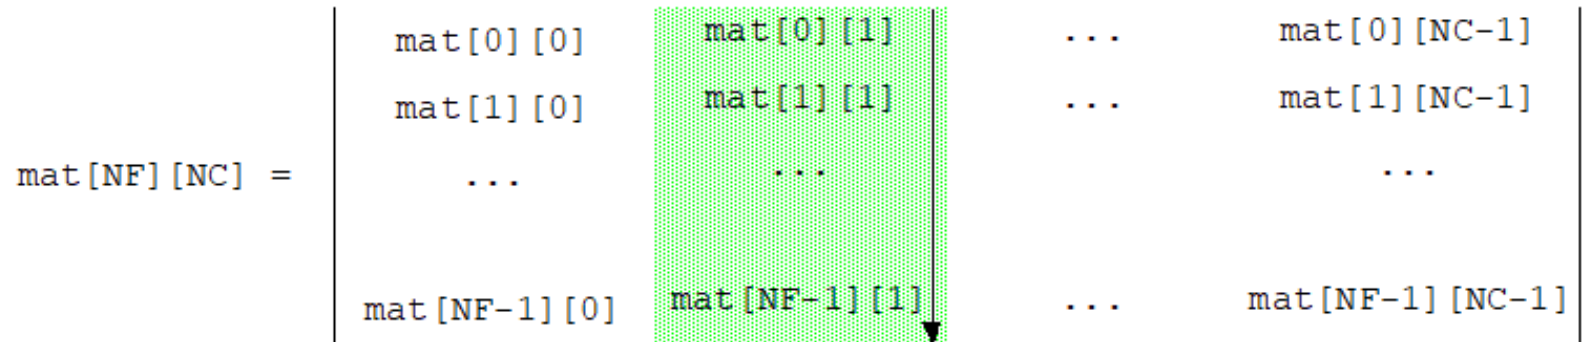 mat[0][0] mat[0][1] ... mat[0][NC-1]
mat[1][0] mat[1][1] ... mat[1][NC-1]
mat[NF][NC] = ... ... ...
mat[NF-1][0] mat[NF-1][1] ... mat[NF-1][NC-1]